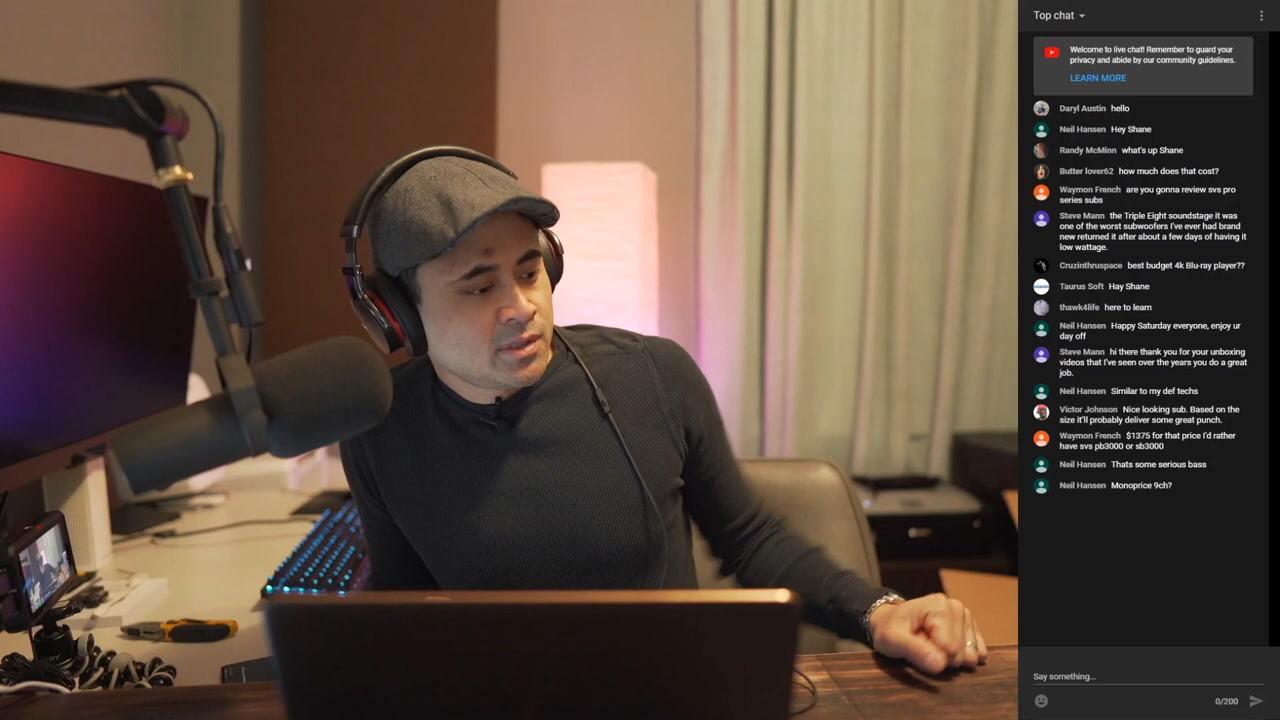 Top chat
Welcome to live chat! Remember to guard your
privacy and abide by our community guidelines.
LEARN MORE
Daryl Austin hello
Neil Hansen Hey Shane
Randy McMinn what's up Shane
Butter lover62 how much does that cost?
Waymon French are you gonna review svs pro
series subs
Steve Mann the Triple Eight soundstage it was
one of the worst subwoofers I've ever had brand
new returned it after about a few days of having it
low wattage.
Cruzinthruspace best budget 4k Blu-ray player??
Taurus Soft Hay Shane
thawk4life here to learn
Neil Hansen Happy Saturday everyone, enjoy ur
day off
Steve Mann hi there thank you for your unboxing
videos that I've seen over the years you do a great
job.
Neil Hansen Similar to my def techs
Victor Johnson Nice looking sub. Based on the
size it'll probably deliver some great punch.
Waymon French $1375 for that price I'd rather
have svs pb3000 or sb3000
Neil Hansen Thats some serious bass
Neil Hansen Monoprice 9ch?
Say something...
0/200